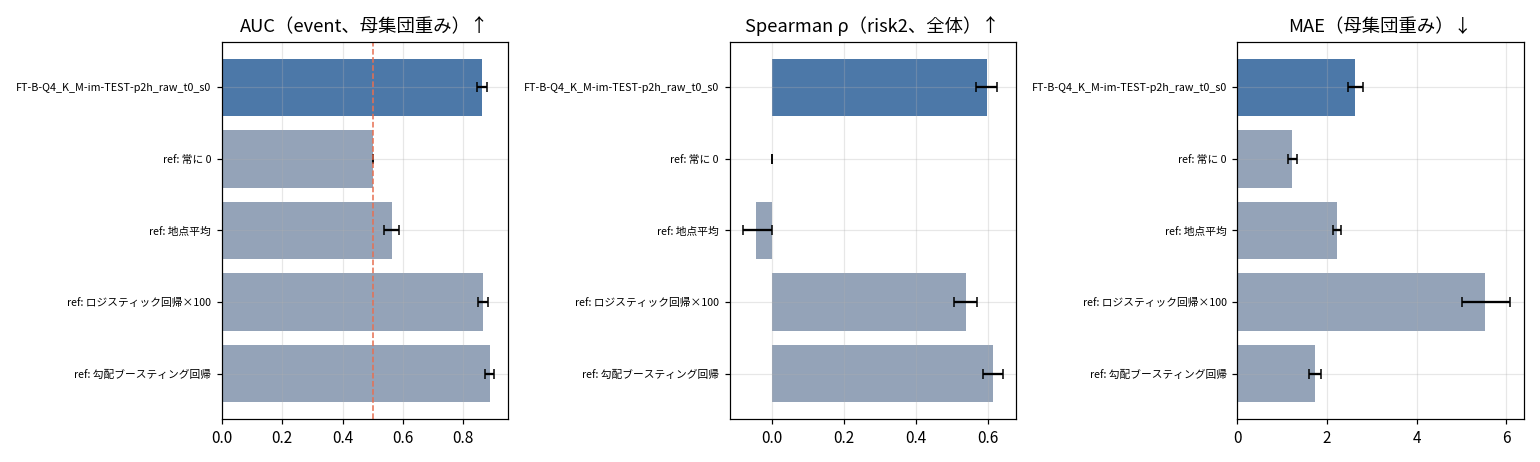 AUC（event、母集団重み）↑
FT-B-Q4_K_M-im-TEST-p2h_raw_t0_s0
ref: 常に 0
ref: 地点平均
ref: ロジスティック回帰×100
ref: 勾配ブースティング回帰
0.0 0.2 0.4 0.6 0.8
Spearman ρ（risk2、全体）↑
FT-B-Q4_K_M-im-TEST-p2h_raw_t0_s0
ref: 常に 0
ref: 地点平均
ref: ロジスティック回帰×100
ref: 勾配ブースティング回帰
0.0 0.2 0.4 0.6
MAE（母集団重み）↓
FT-B-Q4_K_M-im-TEST-p2h_raw_t0_s0
ref: 常に 0
ref: 地点平均
ref: ロジスティック回帰×100
ref: 勾配ブースティング回帰
0 2 4 6